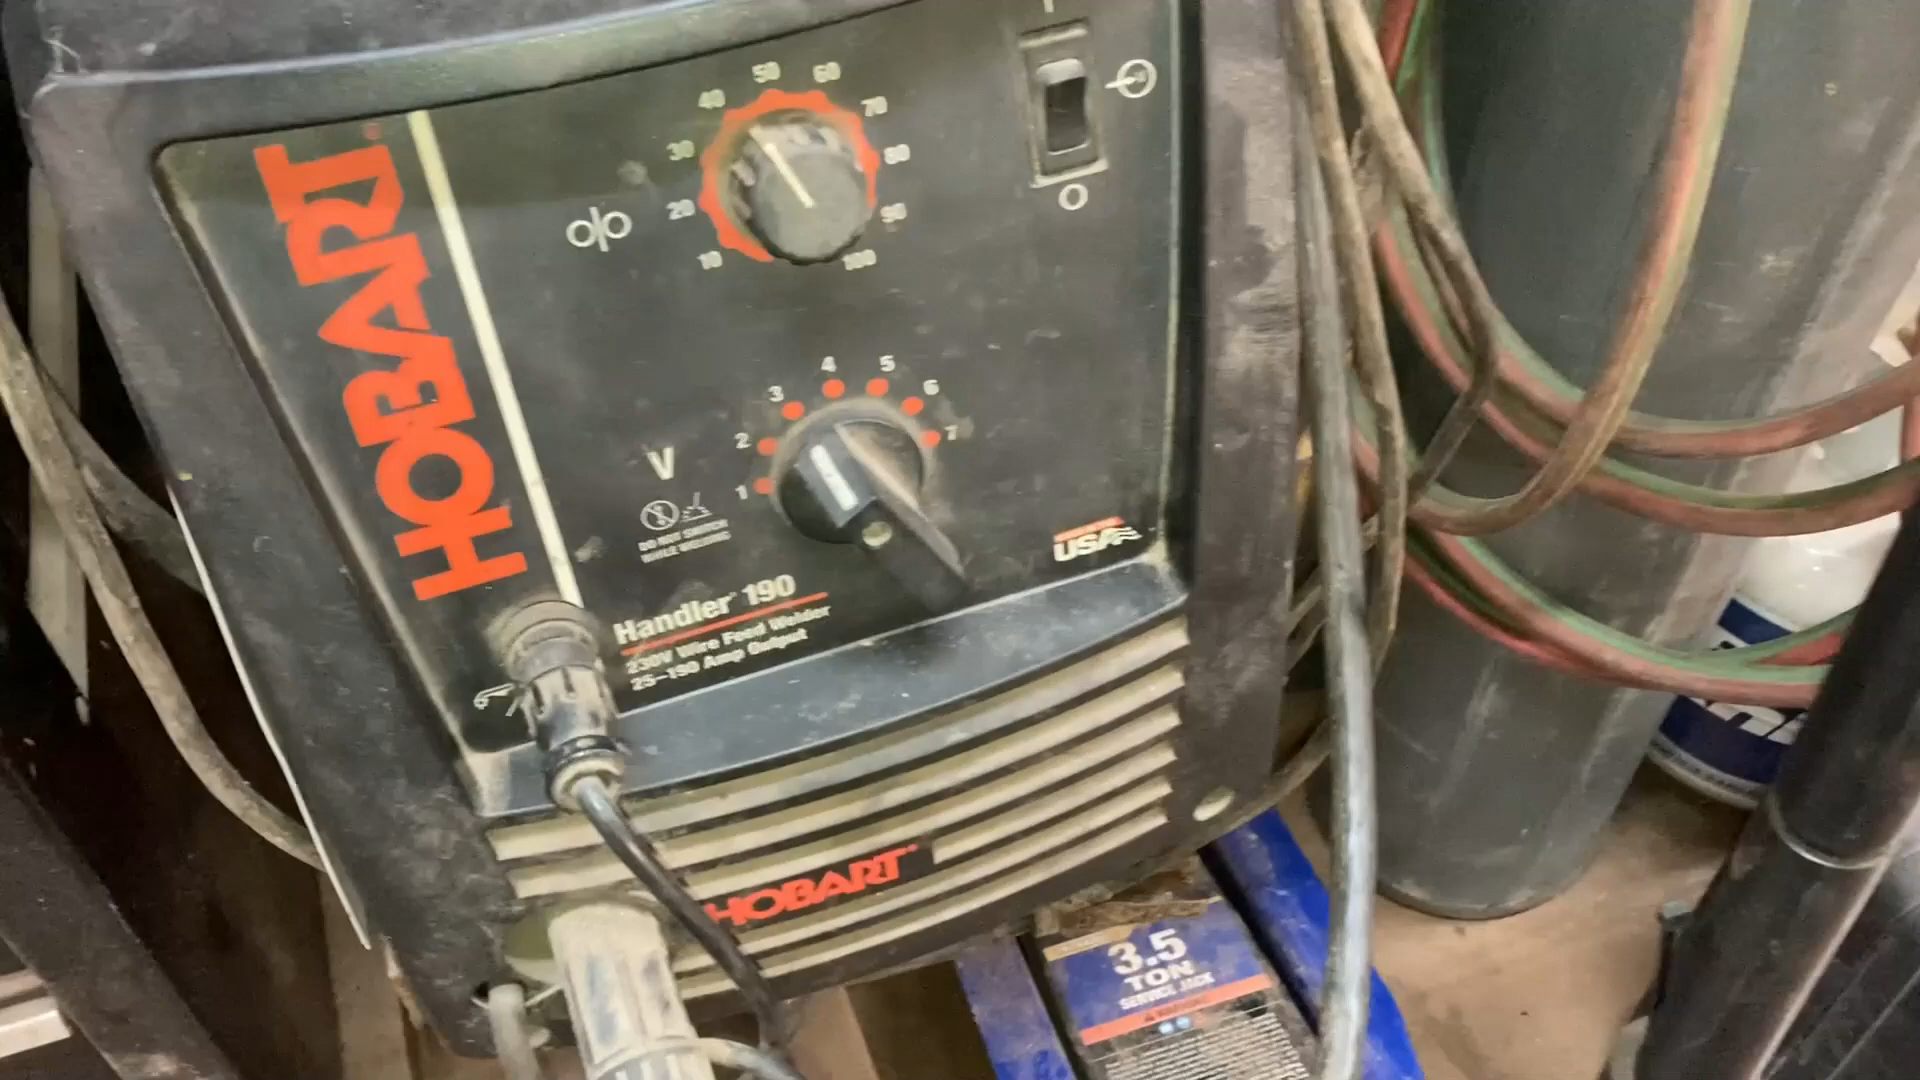 HOBART
10
20
30
40
50
60
70
80
90
100
I
O
V
1
2
3
4
5
6
7
DO NOT SWITCH
WHILE WELDING
Handler 190
230V Wire Feed Welder
25-190 Amp Output
USA
HOBART
3.5
TON
SERVICE JACK